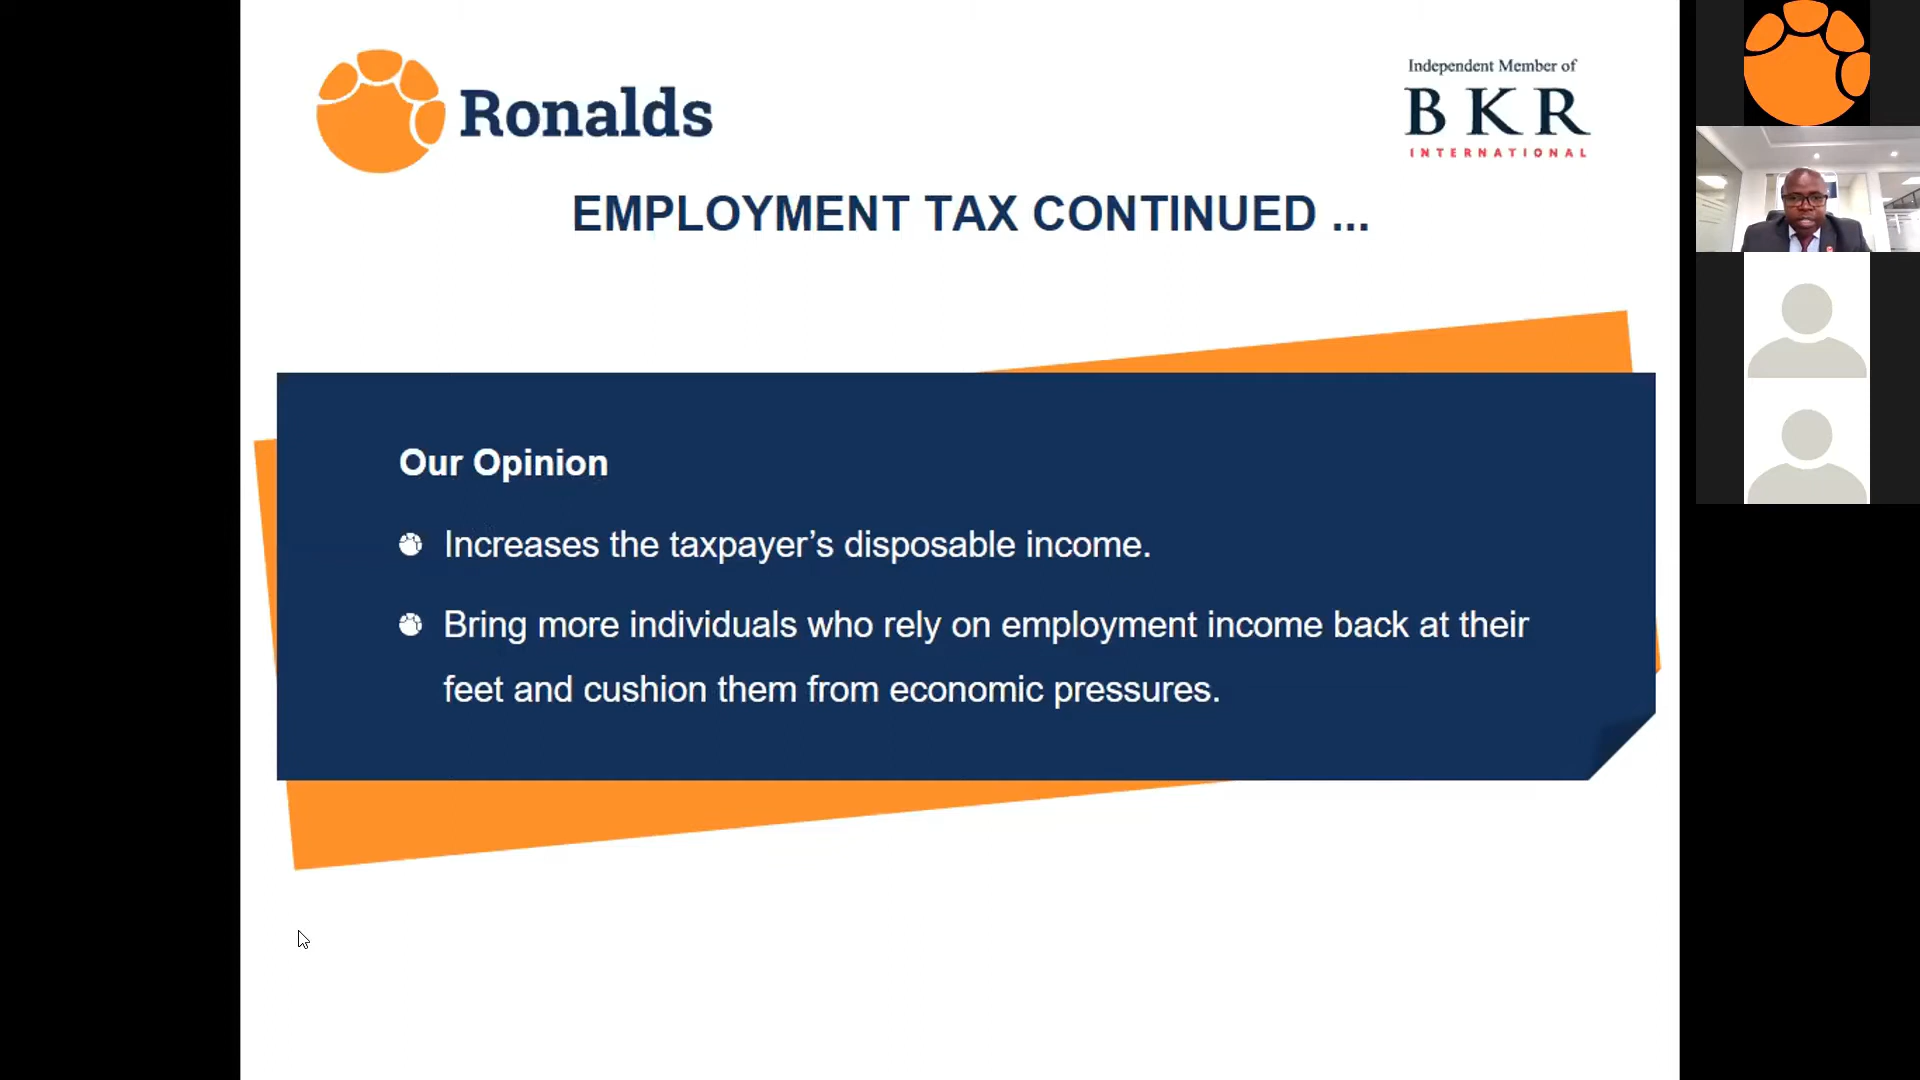 Ronalds
Independent Member of
BKR
INTERNATIONAL
EMPLOYMENT TAX CONTINUED ...
Our Opinion
Increases the taxpayer’s disposable income.
Bring more individuals who rely on employment income back at their
feet and cushion them from economic pressures.